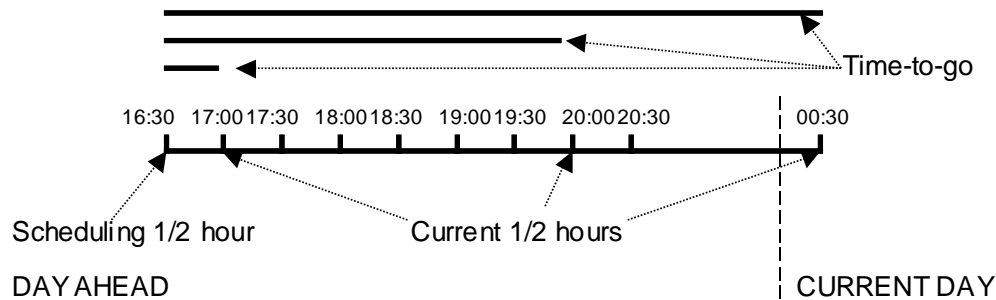 Time-to-go
16:30 17:00 17:30 18:00 18:30 19:00 19:30 20:00 20:30 00:30
Scheduling 1/2 hour Current 1/2 hours
DAY AHEAD CURRENT DAY